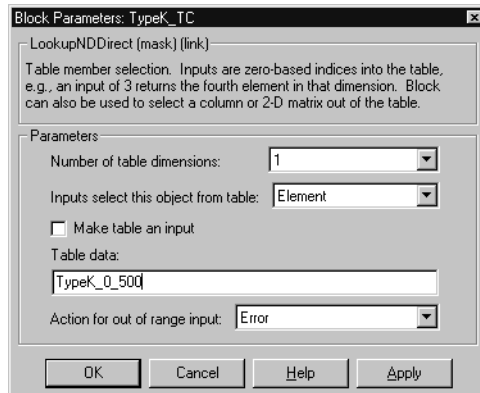 Block Parameters: TypeK_TC
LookupNDDirect (mask) (link)
Table member selection. Inputs are zero-based indices into the table,
e.g., an input of 3 returns the fourth element in that dimension. Block
can also be used to select a column or 2-D matrix out of the table.
Parameters
Number of table dimensions: 1
Inputs select this object from table: Element
Make table an input
Table data:
TypeK_0_500
Action for out of range input: Error
OK Cancel Help Apply